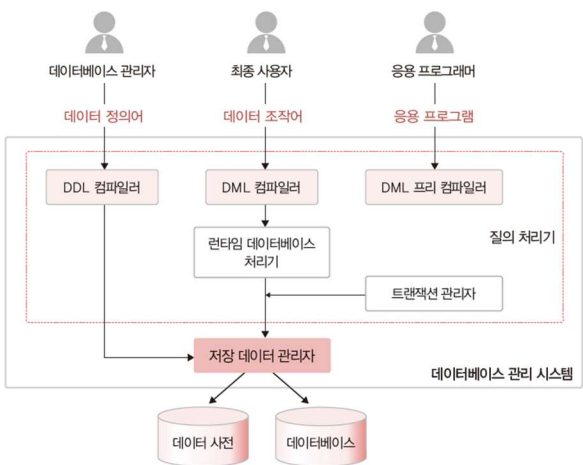 데이터베이스 관리자
최종 사용자
응용 프로그래머
데이터 정의어
데이터 조작어
응용 프로그램
DDL 컴파일러
DML 컴파일러
DML 프리 컴파일러
질의 처리기
런타임 데이터베이스
처리기
트랜잭션 관리자
저장 데이터 관리자
데이터베이스 관리 시스템
데이터 사전
데이터베이스